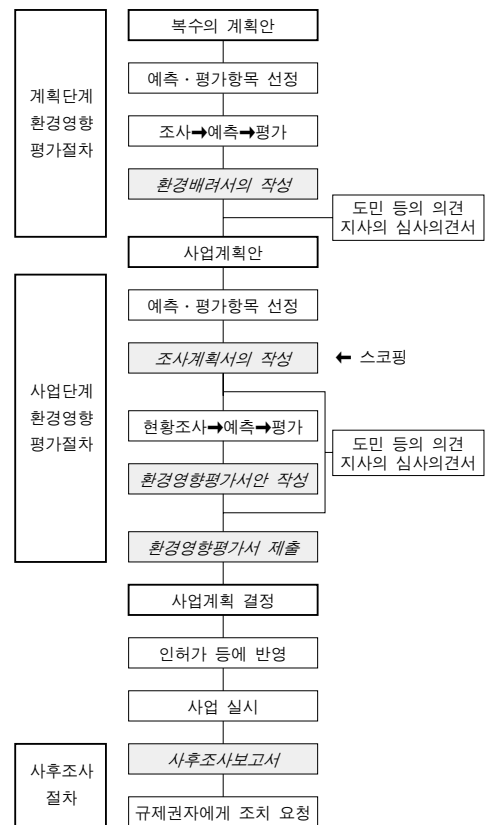 복수의 계획안
예측·평가항목 선정
계획단계
환경영향
평가절차
조사➡예측➡평가
환경배려서의 작성
도민 등의 의견
지사의 심사의견서
사업계획안
예측·평가항목 선정
조사계획서의 작성
⬅ 스코핑
사업단계
환경영향
평가절차
현황조사➡예측➡평가
도민 등의 의견
지사의 심사의견서
환경영향평가서안 작성
환경영향평가서 제출
사업계획 결정
인허가 등에 반영
사업 실시
사후조사
절차
사후조사보고서
규제권자에게 조치 요청